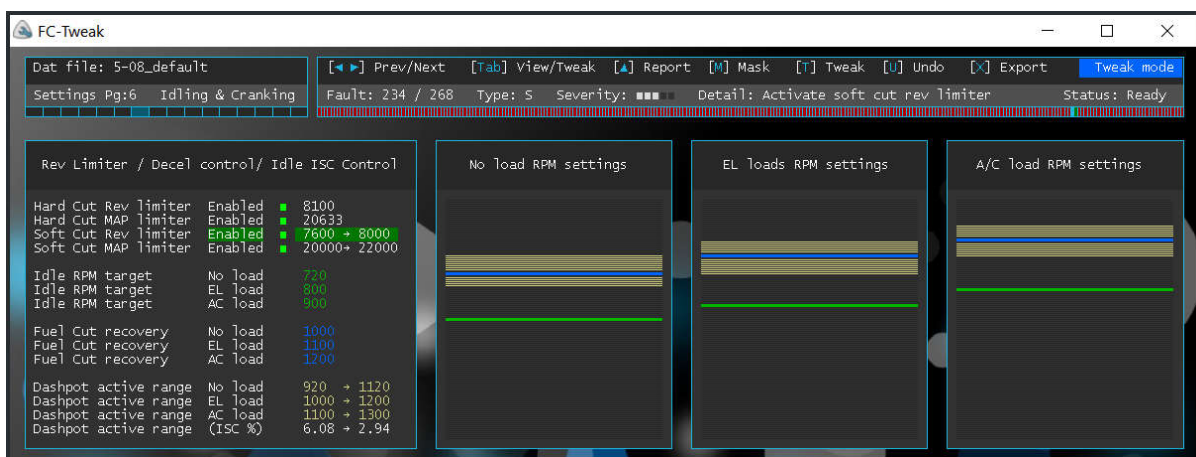 FC-Tweak
Dat file: 5-08_default
[◄ ►] Prev/Next [Tab] View/Tweak [▲] Report [M] Mask [T] Tweak [U] Undo [X] Export Tweak mode
Settings Pg:6 Idling & Cranking
Fault: 234 / 268 Type: S Severity: Detail: Activate soft cut rev limiter Status: Ready
Rev Limiter / Decel control/ Idle ISC Control
Hard Cut Rev limiter Enabled 8100
Hard Cut MAP limiter Enabled 20633
Soft Cut Rev limiter Enabled 7600 → 8000
Soft Cut MAP limiter Enabled 20000→ 22000
Idle RPM target No load 720
Idle RPM target EL load 800
Idle RPM target AC load 900
Fuel Cut recovery No load 1000
Fuel Cut recovery EL load 1100
Fuel Cut recovery AC load 1200
Dashpot active range No load 920 → 1120
Dashpot active range EL load 1000 → 1200
Dashpot active range AC load 1100 → 1300
Dashpot active range (ISC %) 6.08 → 2.94
No load RPM settings
EL loads RPM settings
A/C load RPM settings